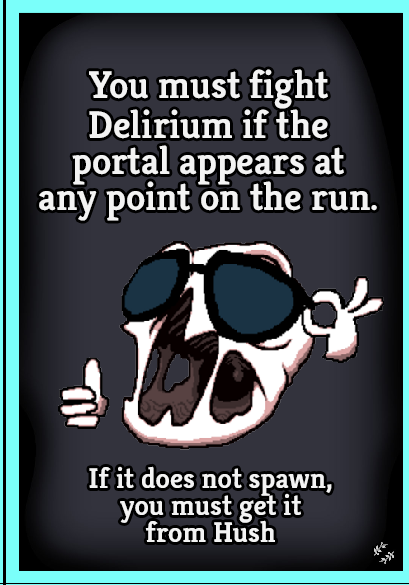 You must fight
Delirium if the
portal appears at
any point on the run.
If it does not spawn,
you must get it
from Hush